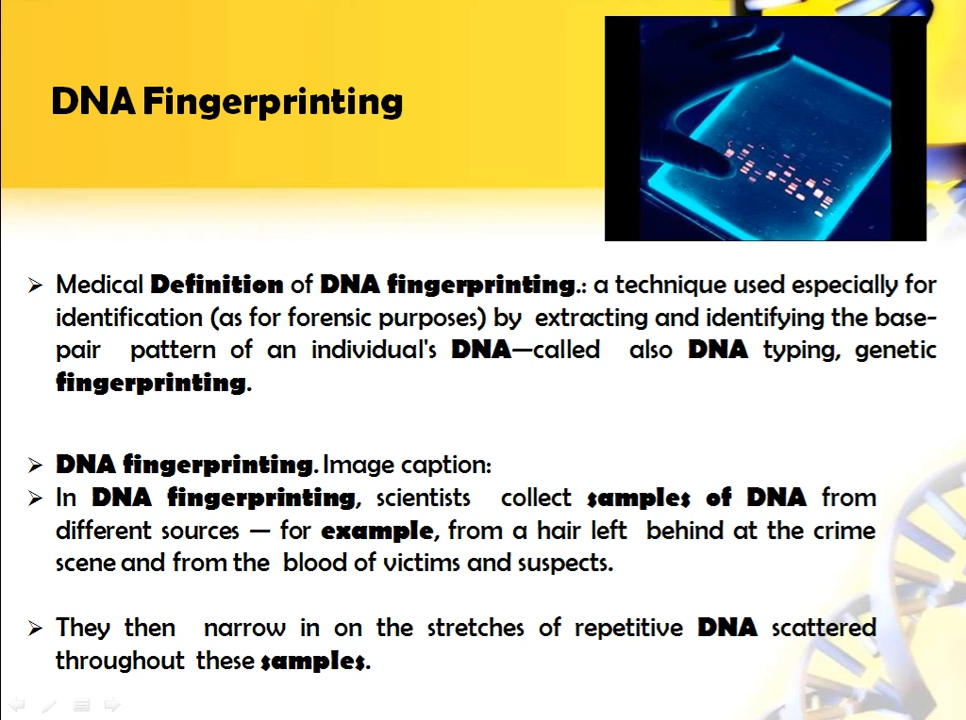 DNA Fingerprinting
➢ Medical Definition of DNA fingerprinting.: a technique used especially for
identification (as for forensic purposes) by extracting and identifying the base-
pair pattern of an individual's DNA—called also DNA typing, genetic
fingerprinting.
➢ DNA fingerprinting. Image caption:
➢ In DNA fingerprinting, scientists collect samples of DNA from
different sources — for example, from a hair left behind at the crime
scene and from the blood of victims and suspects.
➢ They then narrow in on the stretches of repetitive DNA scattered
throughout these samples.